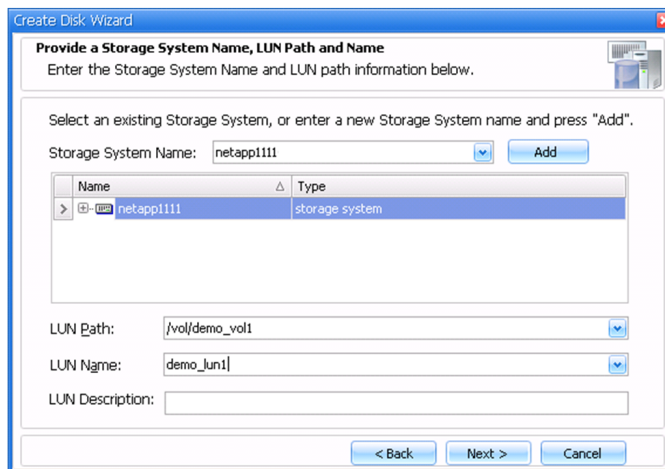 Create Disk Wizard
Provide a Storage System Name, LUN Path and Name
Enter the Storage System Name and LUN path information below.
Select an existing Storage System, or enter a new Storage System name and press "Add".
Storage System Name: netapp1111 Add
Name Type
netapp1111 storage system
LUN Path: /vol/demo_vol1
LUN Name: demo_lun1
LUN Description:
< Back Next > Cancel